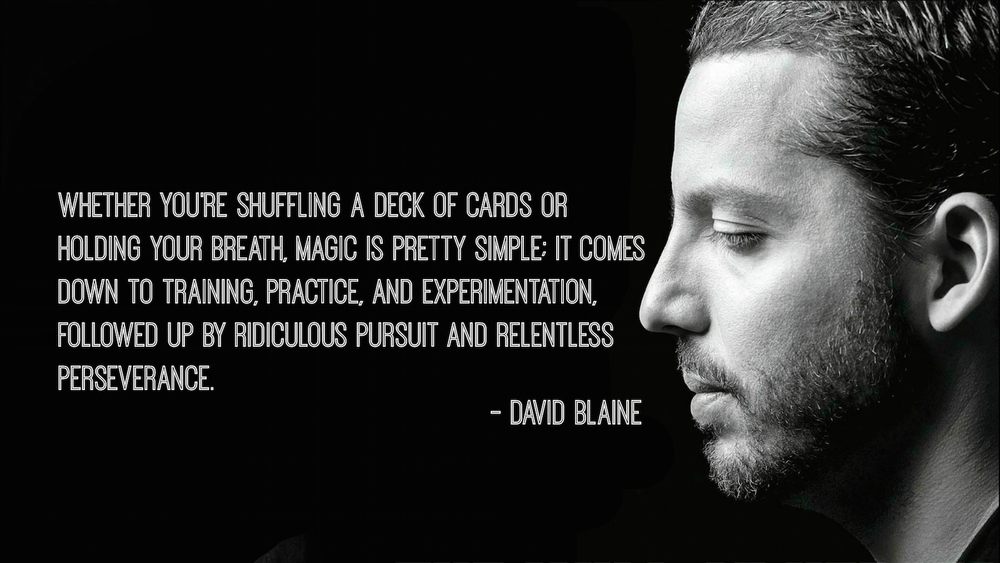 WHETHER YOU'RE SHUFFLING A DECK OF CARDS OR
HOLDING YOUR BREATH, MAGIC IS PRETTY SIMPLE; IT COMES
DOWN TO TRAINING, PRACTICE, AND EXPERIMENTATION,
FOLLOWED UP BY RIDICULOUS PURSUIT AND RELENTLESS
PERSEVERANCE.
- DAVID BLAINE